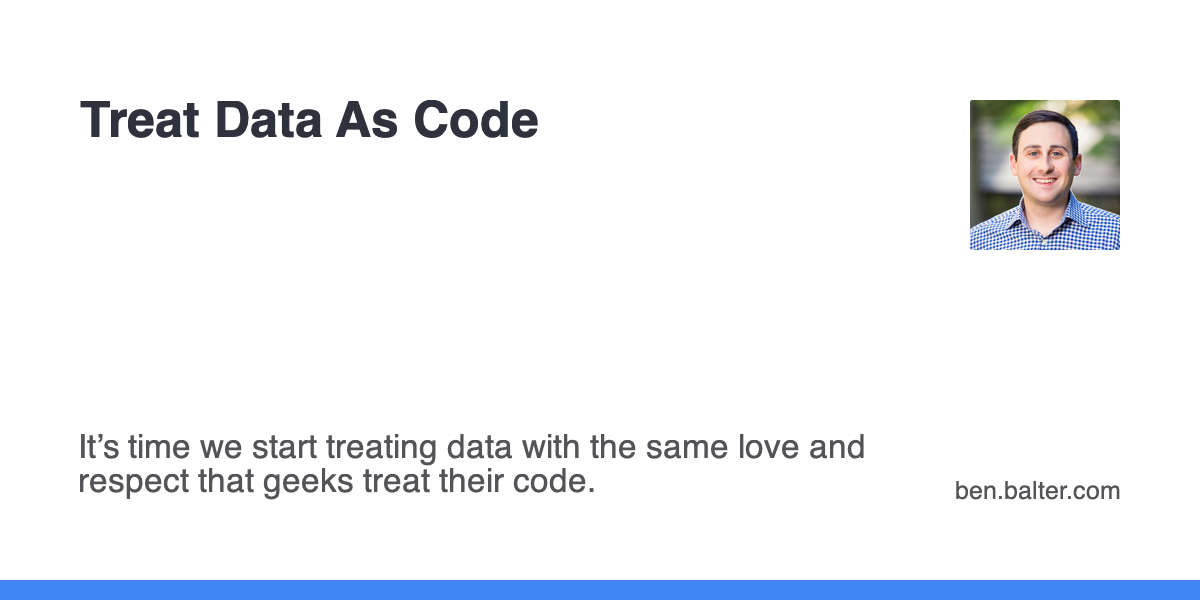 Treat Data As Code
It’s time we start treating data with the same love and
respect that geeks treat their code.
ben.balter.com